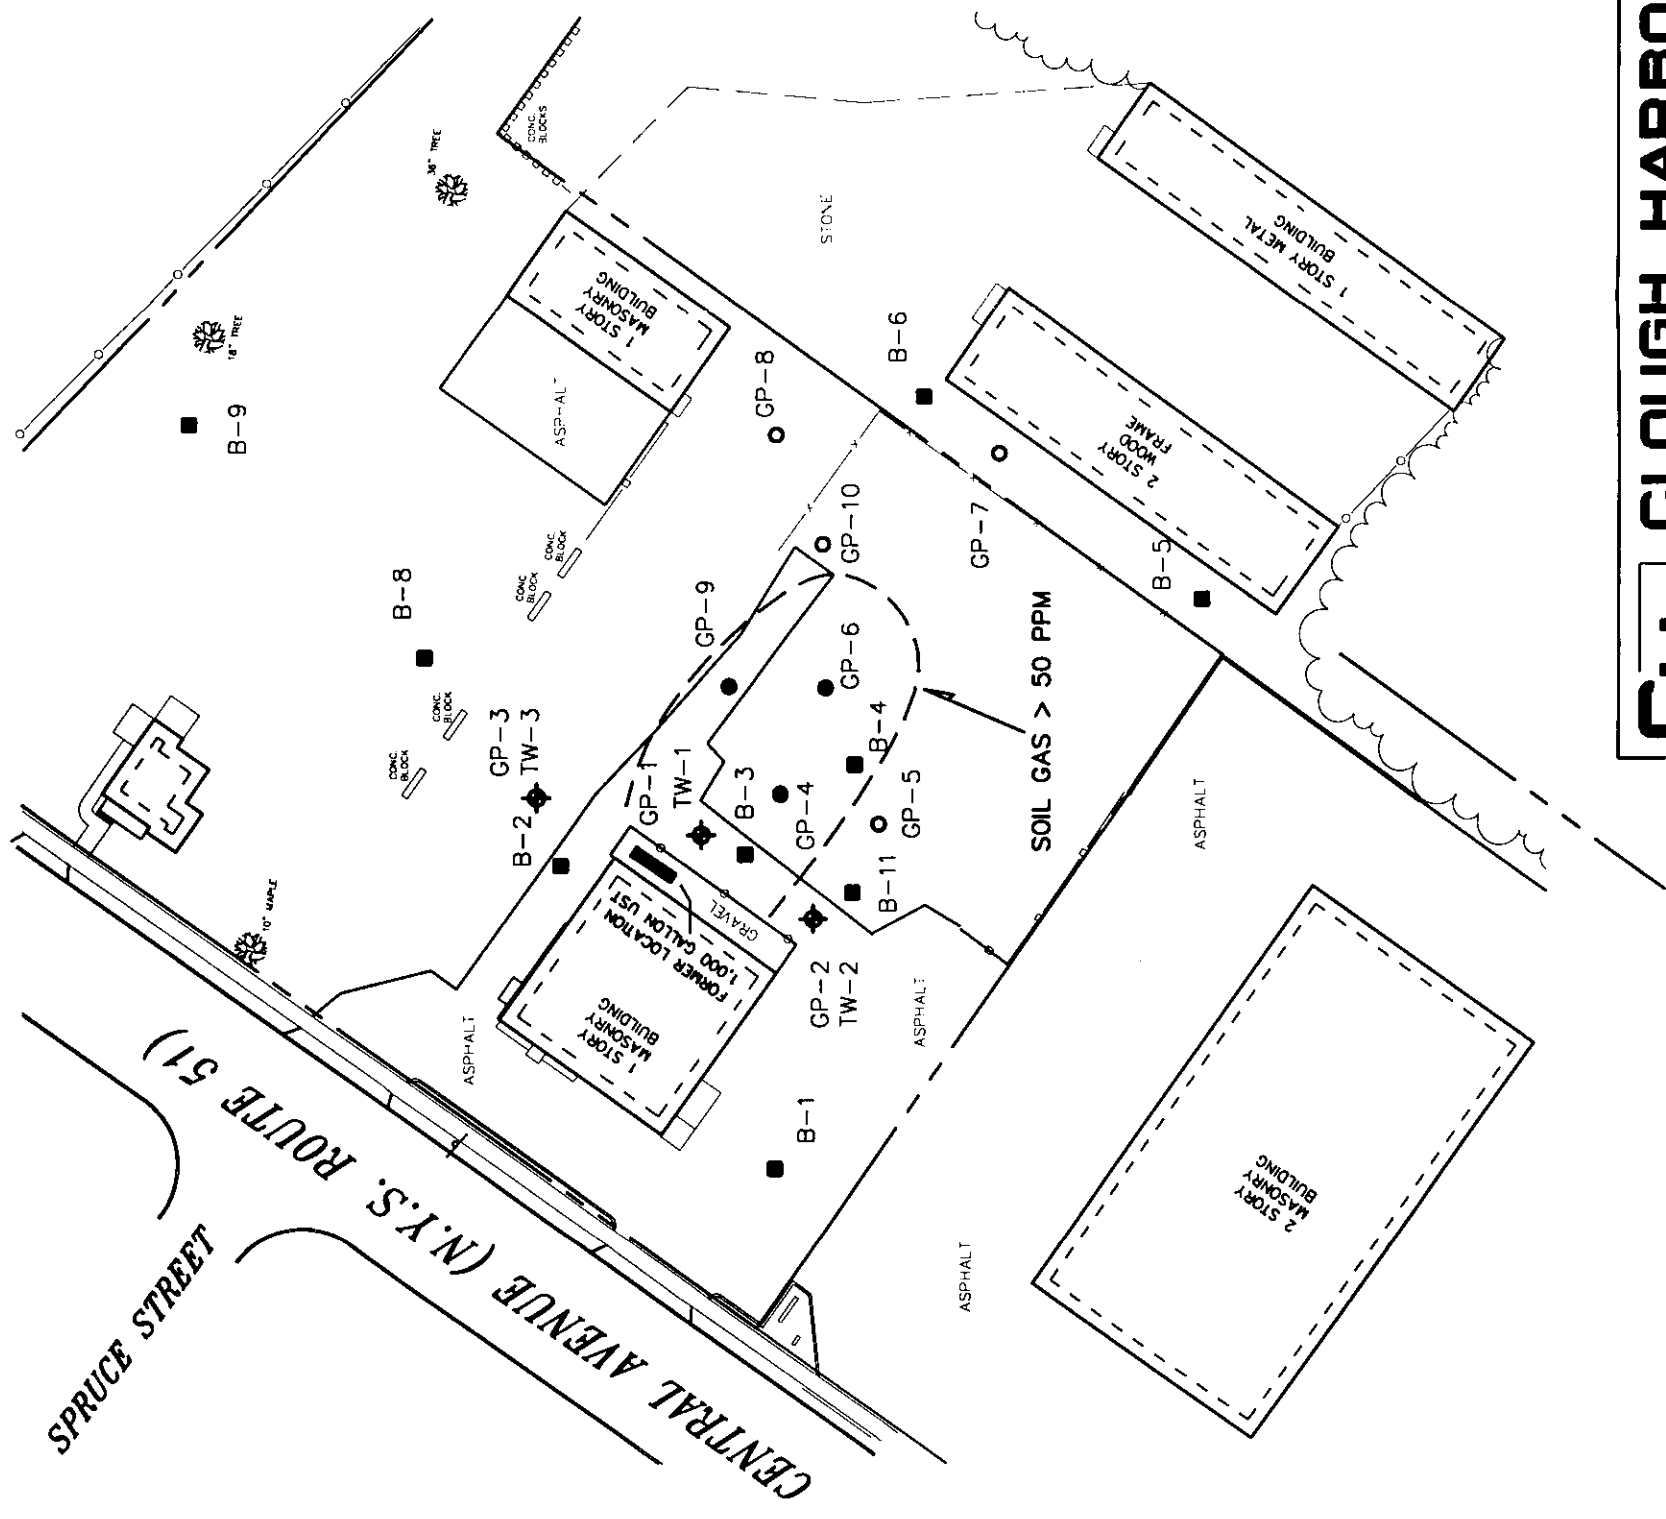 CONC.
BLOCKS
36" TREE
18" TREE
B-9
1 STORY
MASONRY
BUILDING
STONE
1 STORY METAL
BUILDING
B-6
GP-8
2 STORY
WOOD
FRAME
GP-7
B-5
CONC.
BLOCK
CONC
BLOCK
B-8
GP-10
GP-9
GP-6
CONC.
BLOCK
CONC.
BLOCK
GP-3
TW-3
B-2
GP-1
TW-1
B-3
GP-4
B-4
GP-5
B-11
SOIL GAS > 50 PPM
ASPHALT
10" MAPLE
GRAVEL
FORMER LOCATION
1,000 GALLON UST
1 STORY
MASONRY
BUILDING
GP-2
TW-2
ASPHALT
ASPHALT
B-1
2 STORY
MASONRY
BUILDING
ASPHALT
SPRUCE STREET
CENTRAL AVENUE (N.Y.S. ROUTE 51)
CLOUGH HARBO